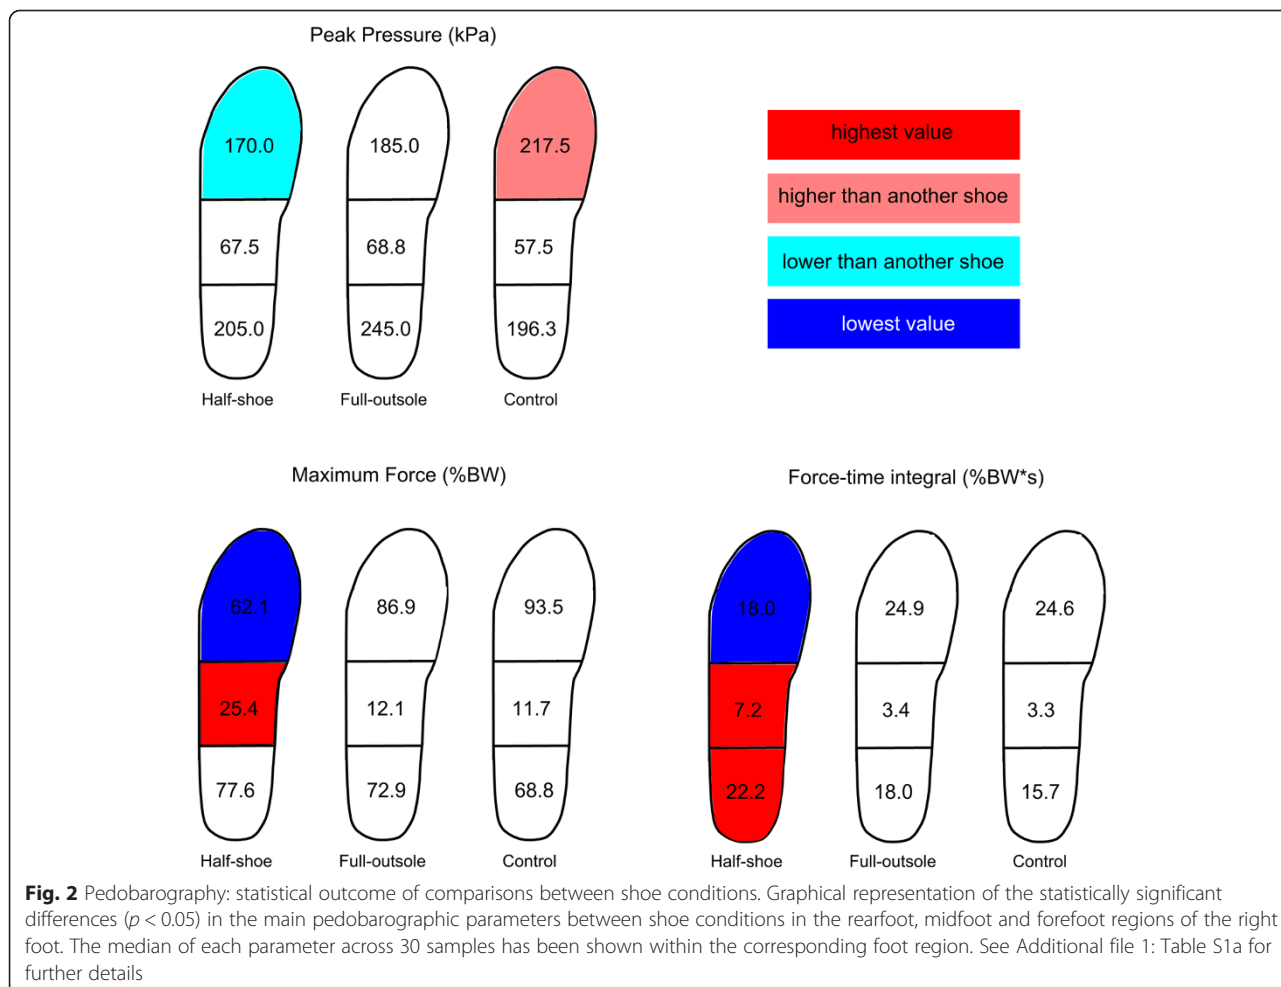 Peak Pressure (kPa)
170.0 185.0 217.5
67.5 68.8 57.5
205.0 245.0 196.3
Half-shoe Full-outsole Control
highest value
higher than another shoe
lower than another shoe
lowest value
Maximum Force (%BW)
62.1 86.9 93.5
25.4 12.1 11.7
77.6 72.9 68.8
Half-shoe Full-outsole Control
Force-time integral (%BW*s)
18.0 24.9 24.6
7.2 3.4 3.3
22.2 18.0 15.7
Half-shoe Full-outsole Control
Fig. 2 Pedobarography: statistical outcome of comparisons between shoe conditions. Graphical representation of the statistically significant
differences (p < 0.05) in the main pedobarographic parameters between shoe conditions in the rearfoot, midfoot and forefoot regions of the right
foot. The median of each parameter across 30 samples has been shown within the corresponding foot region. See Additional file 1: Table S1a for
further details